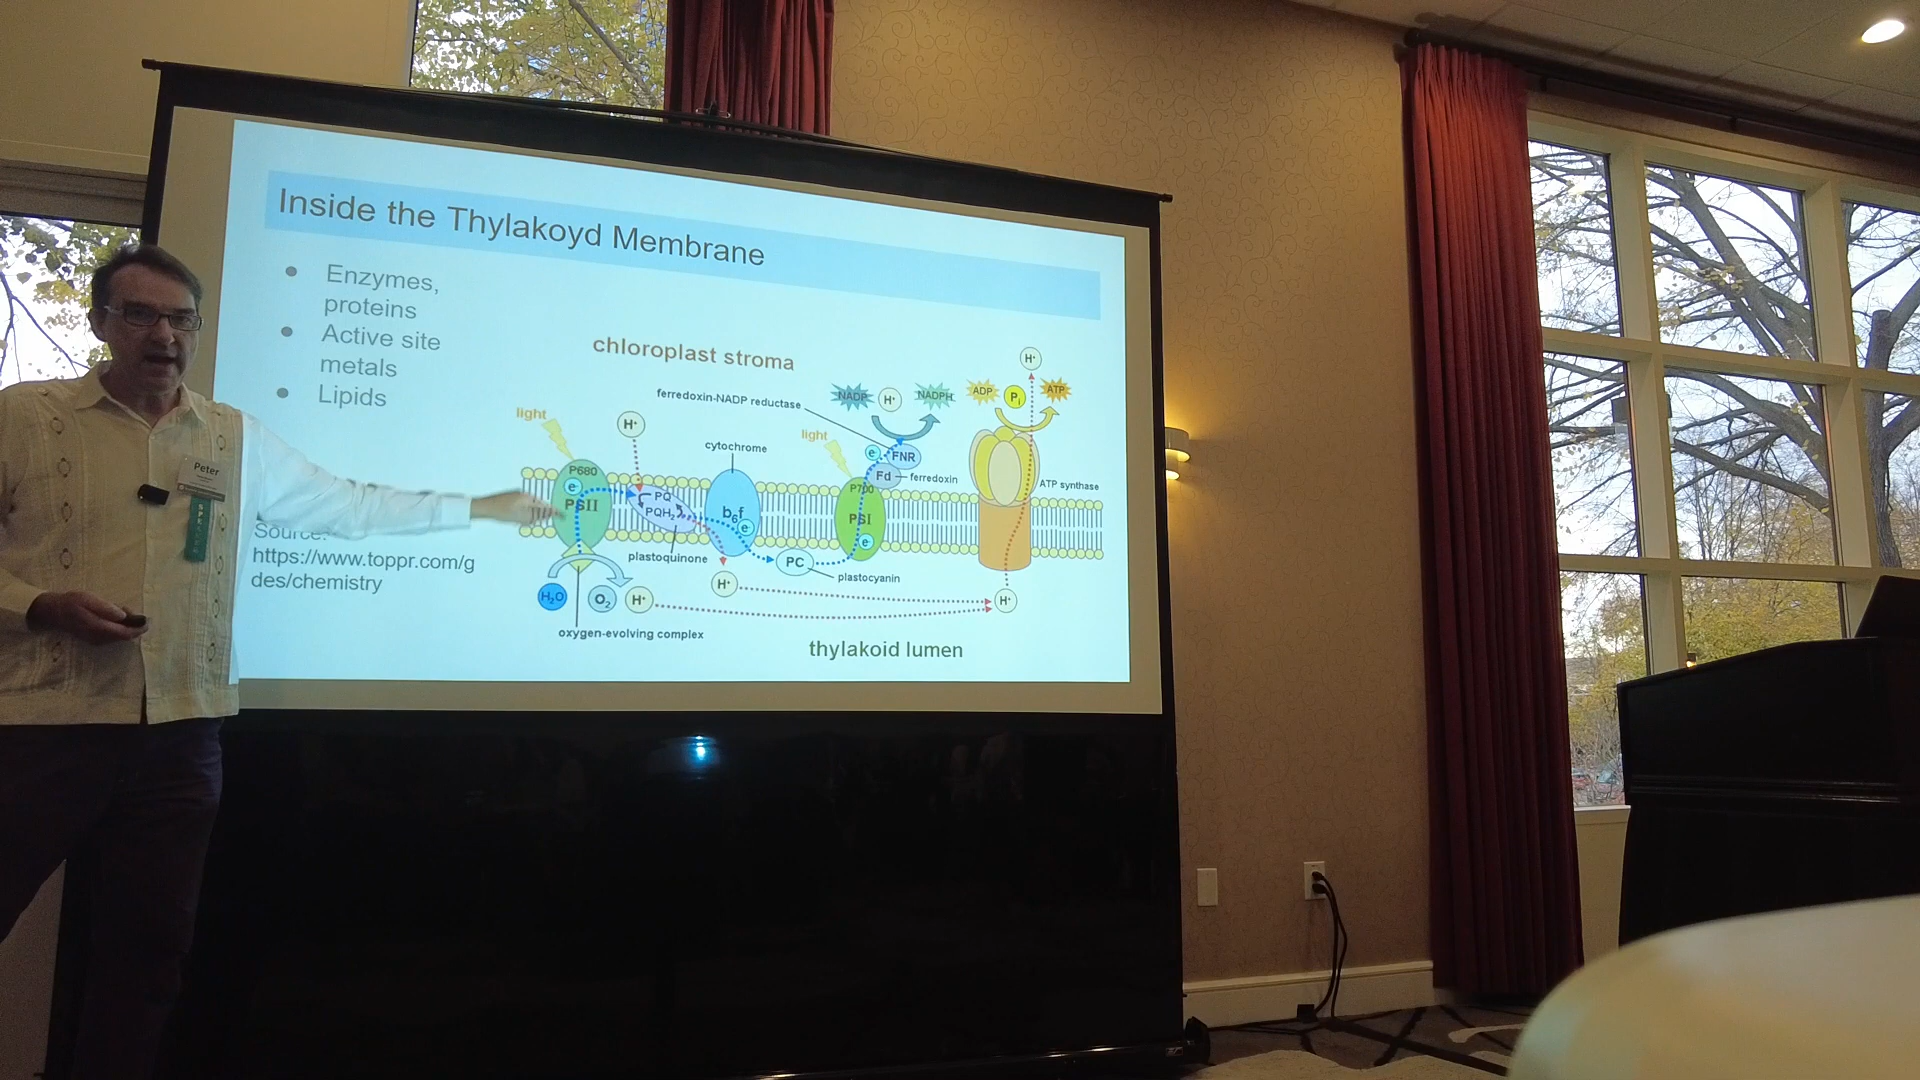 Inside the Thylakoyd Membrane
Enzymes,
proteins
Active site
metals
Lipids
Source:
https://www.toppr.com/g
des/chemistry
chloroplast stroma
ferredoxin-NADP reductase
NADP
H+
NADPH
ADP
Pi
ATP
H+
light
H+
cytochrome
light
e-
FNR
Fd
ferredoxin
ATP synthase
P680
e-
PSII
PQ
PQH2
b6f
e-
P700
PSI
e-
plastoquinone
PC
plastocyanin
H2O
O2
H+
H+
H+
oxygen-evolving complex
thylakoid lumen
Peter